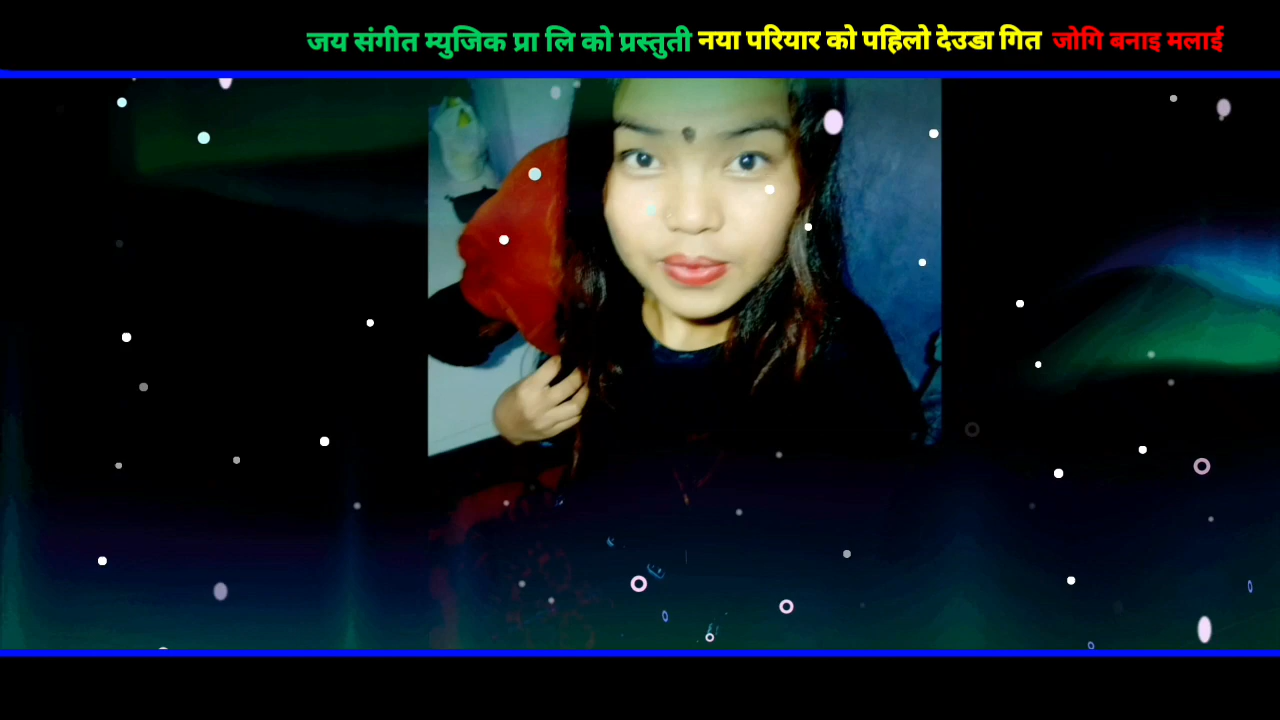 जय संगीत म्युजिक प्रा लि को प्रस्तुती नया परियार को पहिलो देउडा गित जोगि बनाइ मलाई